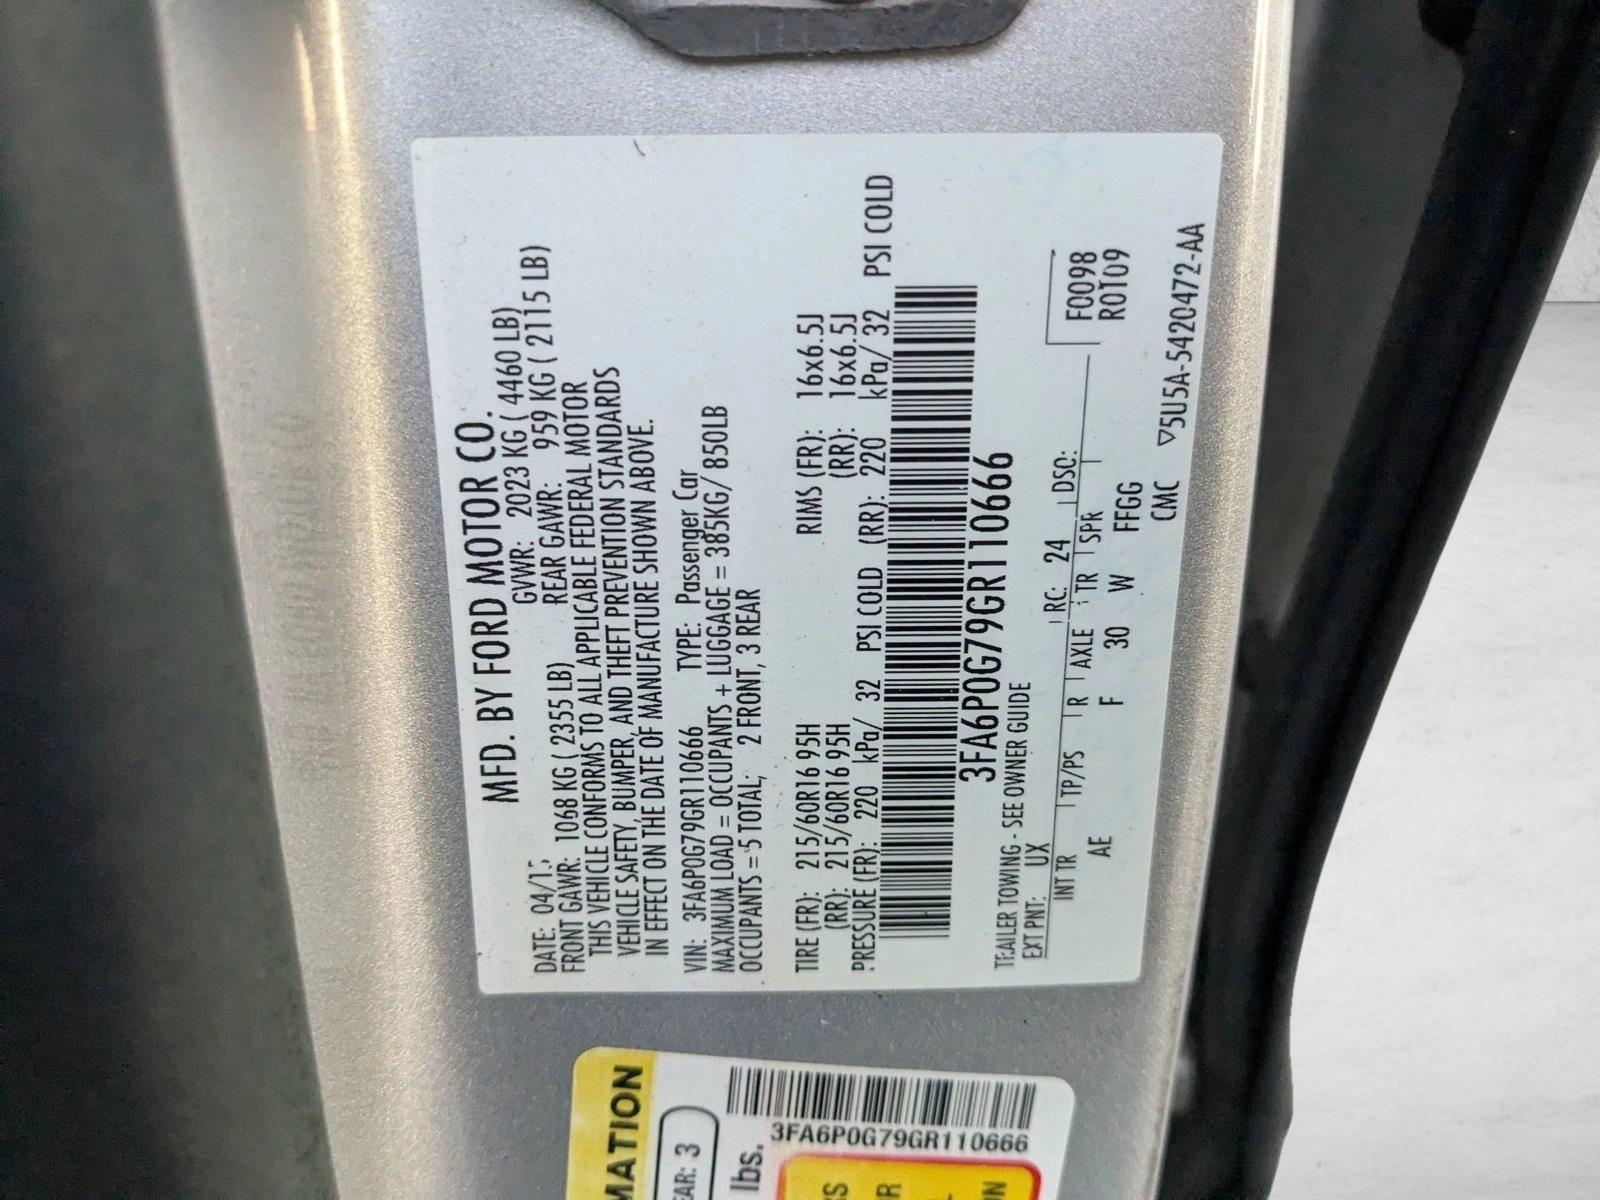 MFD. BY FORD MOTOR CO.
DATE: 04/15 GVWR: 2023 KG ( 4460 LB)
FRONT GAWR: 1068 KG ( 2355 LB) REAR GAWR: 959 KG ( 2115 LB)
THIS VEHICLE CONFORMS TO ALL APPLICABLE FEDERAL MOTOR
VEHICLE SAFETY, BUMPER, AND THEFT PREVENTION STANDARDS
IN EFFECT ON THE DATE OF MANUFACTURE SHOWN ABOVE.
VIN: 3FA6P0G79GR110666 TYPE: Passenger Car
MAXIMUM LOAD = OCCUPANTS + LUGGAGE = 385KG/ 850LB
OCCUPANTS = 5 TOTAL, 2 FRONT, 3 REAR
TIRE (FR): 215/60R16 95H RIMS (FR): 16x6.5J
(RR): 215/60R16 95H (RR): 16x6.5J
PRESSURE (FR): 220 kPa/ 32 PSI COLD (RR): 220 kPa/ 32 PSI COLD
3FA6P0G79GR110666
TRAILER TOWING - SEE OWNER GUIDE
EXT PNT: UX RC: 24 DSO:
INT TR TP/PS R AXLE TR SPR
AE F 30 W FFGG
F0098
R0T09
CMC ▽5U5A-5420472-AA
MATION
EAR: 3
lbs.
3FA6P0G79GR110666